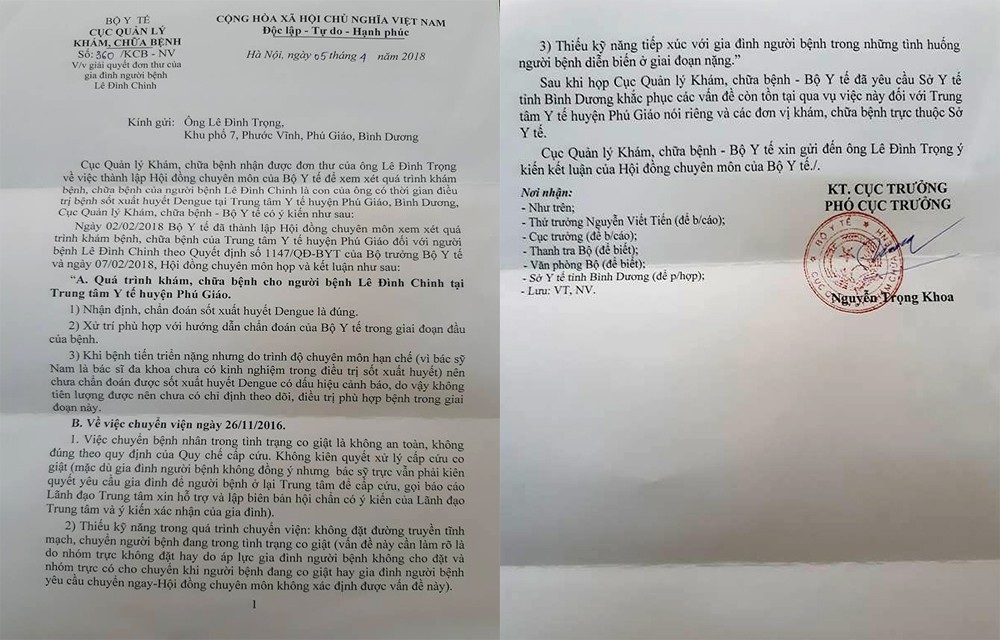 BỘ Y TẾ
CỤC QUẢN LÝ
KHÁM, CHỮA BỆNH
Số: 360 /KCB - NV
V/v giải quyết đơn thư của
gia đình người bệnh
Lê Đình Chinh
CỘNG HÒA XÃ HỘI CHỦ NGHĨA VIỆT NAM
Độc lập - Tự do - Hạnh phúc
Hà Nội, ngày 05 tháng 4 năm 2018
Kính gửi: Ông Lê Đình Trọng,
Khu phố 7, Phước Vĩnh, Phú Giáo, Bình Dương
Cục Quản lý Khám, chữa bệnh nhận được đơn thư của ông Lê Đình Trọng
về việc thành lập Hội đồng chuyên môn của Bộ Y tế để xem xét quá trình khám
bệnh, chữa bệnh của người bệnh Lê Đình Chinh là con của ông có thời gian điều
trị bệnh sốt xuất huyết Dengue tại Trung tâm Y tế huyện Phú Giáo, Bình Dương,
Cục Quản lý Khám, chữa bệnh - Bộ Y tế có ý kiến như sau:
Ngày 02/02/2018 Bộ Y tế đã thành lập Hội đồng chuyên môn xem xét quá
trình khám bệnh, chữa bệnh của Trung tâm Y tế huyện Phú Giáo đối với người
bệnh Lê Đình Chinh theo Quyết định số 1147/QĐ-BYT của Bộ trưởng Bộ Y tế
và ngày 07/02/2018, Hội đồng chuyên môn họp và kết luận như sau:
“A. Quá trình khám, chữa bệnh cho người bệnh Lê Đình Chinh tại
Trung tâm Y tế huyện Phú Giáo.
1) Nhận định, chẩn đoán sốt xuất huyết Dengue là đúng.
2) Xử trí phù hợp với hướng dẫn chẩn đoán của Bộ Y tế trong giai đoạn đầu
của bệnh.
3) Khi bệnh tiến triển nặng nhưng do trình độ chuyên môn hạn chế (vì bác sỹ
Nam là bác sĩ đa khoa chưa có kinh nghiệm trong điều trị sốt xuất huyết) nên
chưa chẩn đoán được sốt xuất huyết Dengue có dấu hiệu cảnh báo, do vậy không
tiên lượng được nên chưa có chỉ định theo dõi, điều trị phù hợp bệnh trong giai
đoạn này.
B. Về việc chuyển viện ngày 26/11/2016.
1. Việc chuyển bệnh nhân trong tình trạng co giật là không an toàn, không
đúng theo quy định của Quy chế cấp cứu. Không kiên quyết xử lý cấp cứu co
giật (mặc dù gia đình người bệnh không đồng ý nhưng bác sỹ trực vẫn phải kiên
quyết yêu cầu gia đình để người bệnh ở lại Trung tâm để cấp cứu, gọi báo cáo
Lãnh đạo Trung tâm xin hỗ trợ và lập biên bản hội chẩn có ý kiến của Lãnh đạo
Trung tâm và ý kiến xác nhận của gia đình).
2) Thiếu kỹ năng trong quá trình chuyển viện: không đặt đường truyền tĩnh
mạch, chuyển người bệnh đang trong tình trạng co giật (vấn đề này cần làm rõ là
do nhóm trực không đặt hay do áp lực gia đình người bệnh không cho đặt và
nhóm trực có cho chuyển khi người bệnh đang co giật hay gia đình người bệnh
yêu cầu chuyển ngay-Hội đồng chuyên môn không xác định được vấn đề này).
1
3) Thiếu kỹ năng tiếp xúc với gia đình người bệnh trong những tình huống
người bệnh diễn biến ở giai đoạn nặng.”
Sau khi họp Cục Quản lý Khám, chữa bệnh - Bộ Y tế đã yêu cầu Sở Y tế
tỉnh Bình Dương khắc phục các vấn đề còn tồn tại qua vụ việc này đối với Trung
tâm Y tế huyện Phú Giáo nói riêng và các đơn vị khám, chữa bệnh trực thuộc Sở
Y tế.
Cục Quản lý Khám, chữa bệnh - Bộ Y tế xin gửi đến ông Lê Đình Trọng ý
kiến kết luận của Hội đồng chuyên môn của Bộ Y tế./.
Nơi nhận:
- Như trên;
- Thứ trưởng Nguyễn Viết Tiến (để b/cáo);
- Cục trưởng (để b/cáo);
- Thanh tra Bộ (để biết);
- Văn phòng Bộ (để biết);
- Sở Y tế tỉnh Bình Dương (để p/hợp);
- Lưu: VT, NV.
KT. CỤC TRƯỞNG
PHÓ CỤC TRƯỞNG
BỘ Y TẾ
Nguyễn Trọng Khoa